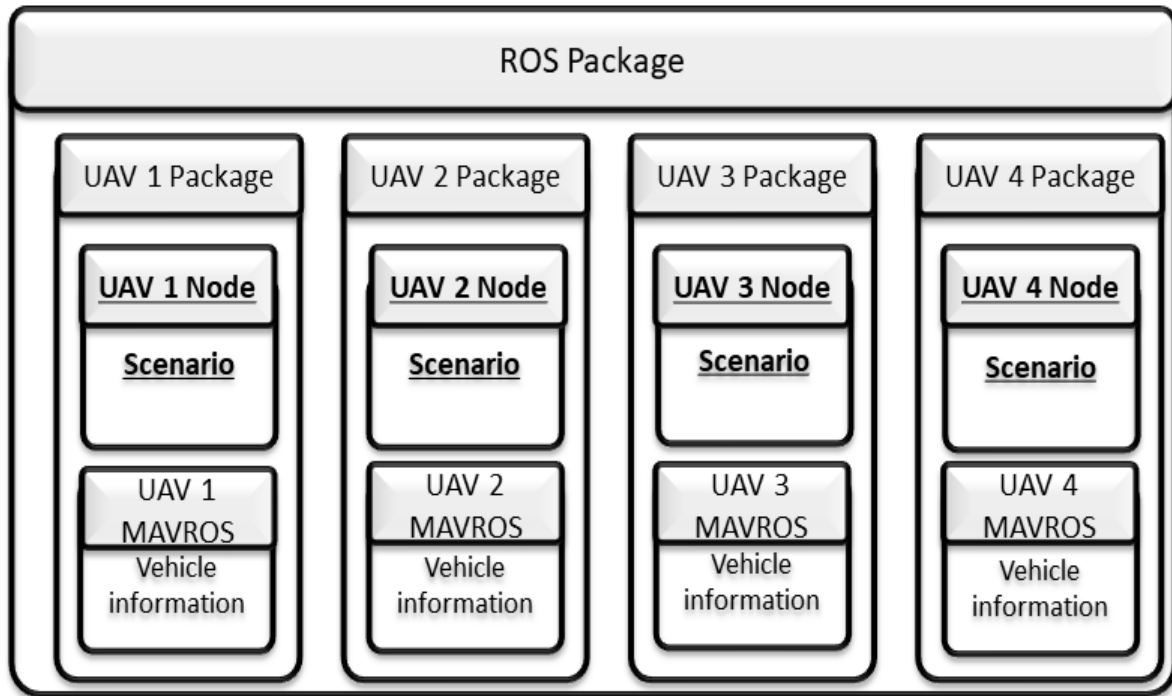 ROS Package
UAV 1 Package
UAV 1 Node
Scenario
UAV 1
MAVROS
Vehicle
information
UAV 2 Package
UAV 2 Node
Scenario
UAV 2
MAVROS
Vehicle
information
UAV 3 Package
UAV 3 Node
Scenario
UAV 3
MAVROS
Vehicle
information
UAV 4 Package
UAV 4 Node
Scenario
UAV 4
MAVROS
Vehicle
information